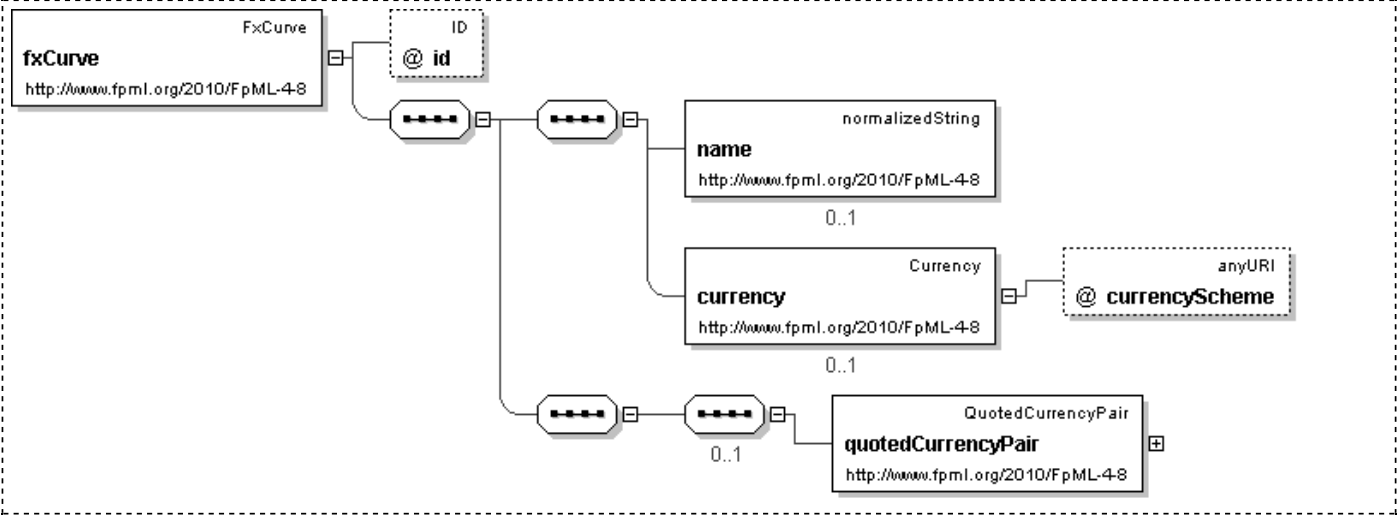 FxCurve
fxCurve
http://www.fpml.org/2010/FpML-4-8
ID
@ id
normalizedString
name
http://www.fpml.org/2010/FpML-4-8
0..1
Currency
currency
http://www.fpml.org/2010/FpML-4-8
0..1
anyURI
@ currencyScheme
0..1
QuotedCurrencyPair
quotedCurrencyPair
http://www.fpml.org/2010/FpML-4-8